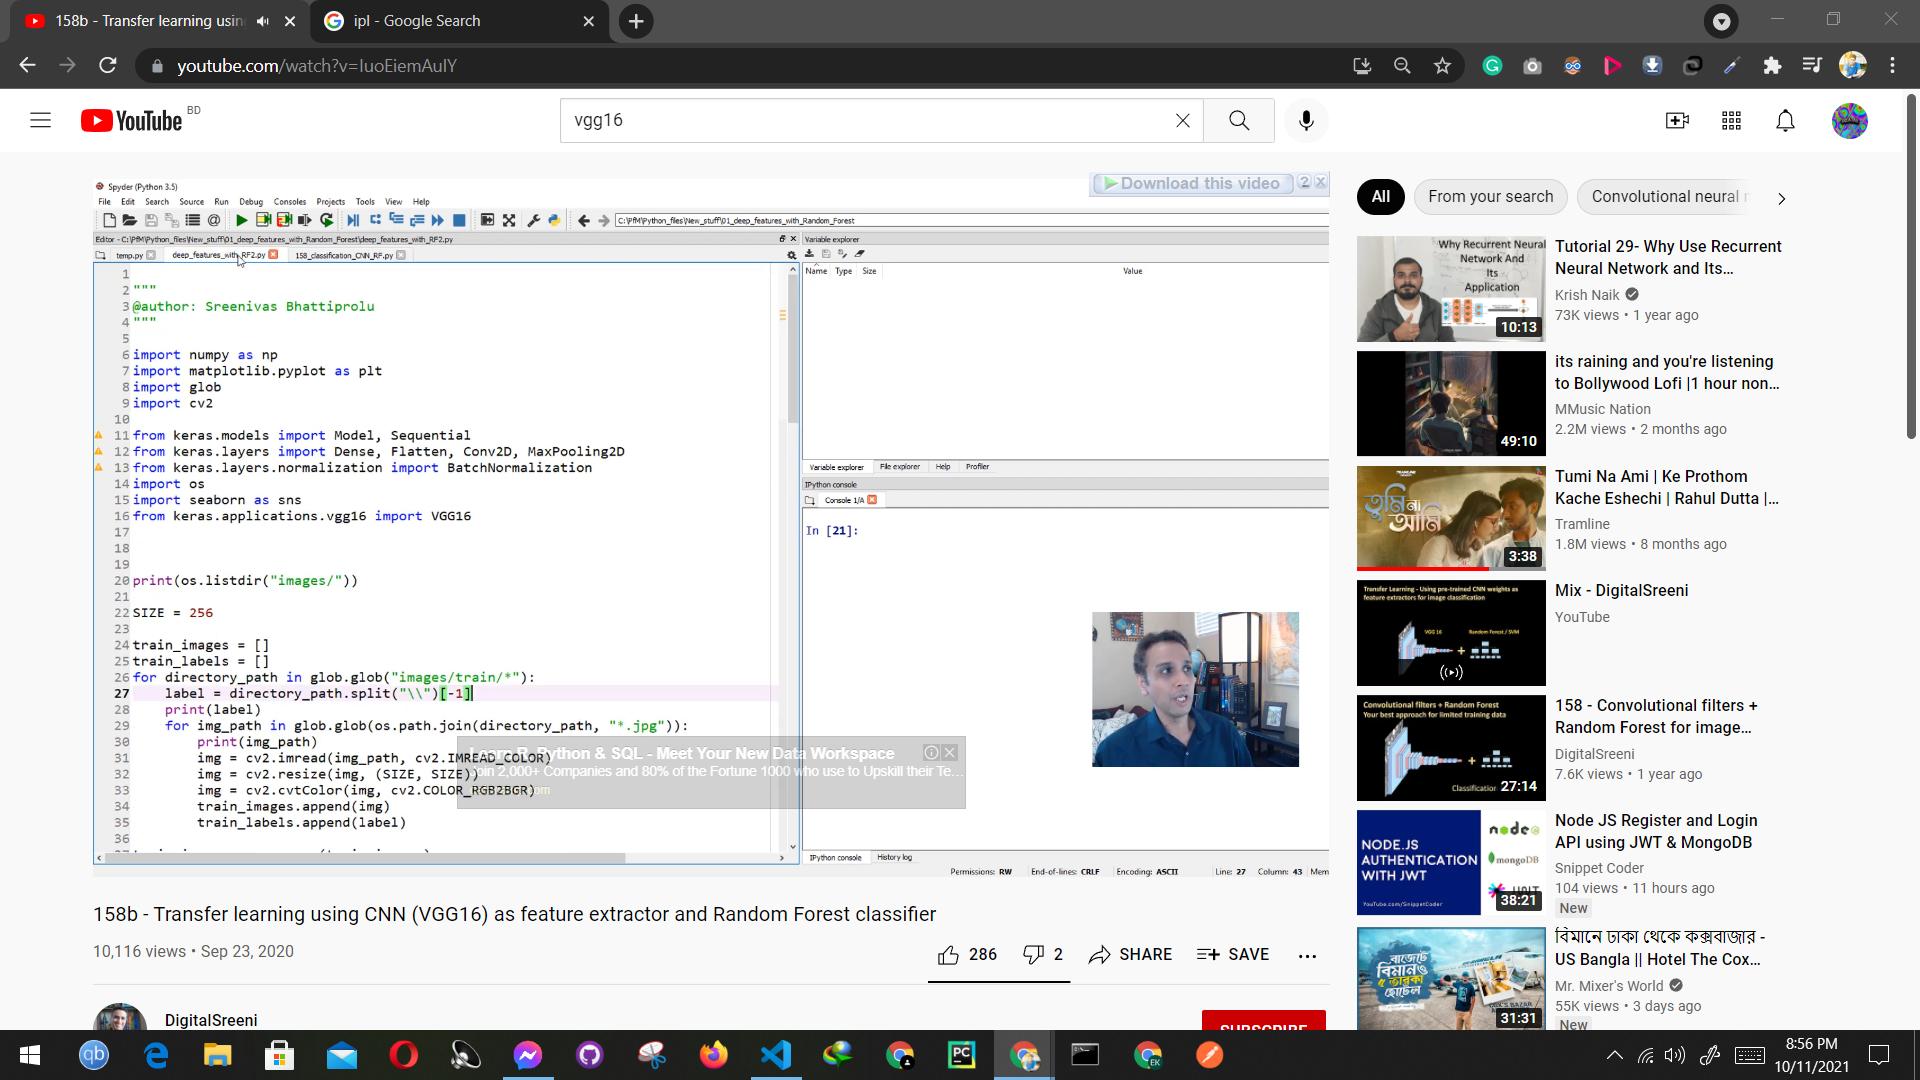 158b - Transfer learning usin
ipl - Google Search
youtube.com/watch?v=IuoEiemAuIY
YouTube BD
vgg16
Spyder (Python 3.5)
File Edit Search Source Run Debug Consoles Projects Tools View Help
C:\PfM\Python_files\New_stuff\01_deep_features_with_Random_Forest
Editor - C:\PfM\Python_files\New_stuff\01_deep_features_with_Random_Forest\deep_features_with_RF2.py
temp.py deep_features_with_RF2.py 158_classification_CNN_RF.py
1
2 """
3 @author: Sreenivas Bhattiprolu
4 """
5
6 import numpy as np
7 import matplotlib.pyplot as plt
8 import glob
9 import cv2
10
11 from keras.models import Model, Sequential
12 from keras.layers import Dense, Flatten, Conv2D, MaxPooling2D
13 from keras.layers.normalization import BatchNormalization
14 import os
15 import seaborn as sns
16 from keras.applications.vgg16 import VGG16
17
18
19
20 print(os.listdir("images/"))
21
22 SIZE = 256
23
24 train_images = []
25 train_labels = []
26 for directory_path in glob.glob("images/train/*"):
27 label = directory_path.split("\\")[-1]
28 print(label)
29 for img_path in glob.glob(os.path.join(directory_path, "*.jpg")):
30 print(img_path)
31 img = cv2.imread(img_path, cv2.IMREAD_COLOR)
32 img = cv2.resize(img, (SIZE, SIZE))
33 img = cv2.cvtColor(img, cv2.COLOR_RGB2BGR)
34 train_images.append(img)
35 train_labels.append(label)
36
Python & SQL - Meet Your New Data Workspace
2,000+ Companies and 80% of the Fortune 1000 who use to Upskill their Te...
Download this video
Variable explorer
Name Type Size Value
Variable explorer File explorer Help Profiler
IPython console
Console 1/A
In [21]:
IPython console History log
Permissions: RW End-of-lines: CRLF Encoding: ASCII Line: 27 Column: 43 Mem
158b - Transfer learning using CNN (VGG16) as feature extractor and Random Forest classifier
10,116 views • Sep 23, 2020
286 2 SHARE SAVE
DigitalSreeni
SUBSCRIBE
All From your search Convolutional neural
Why Recurrent Neural
Network And
Its
Application
10:13
Tutorial 29- Why Use Recurrent
Neural Network and Its...
Krish Naik
73K views • 1 year ago
49:10
its raining and you're listening
to Bollywood Lofi |1 hour non...
MMusic Nation
2.2M views • 2 months ago
তুমি না
আমি
3:38
Tumi Na Ami | Ke Prothom
Kache Eshechi | Rahul Dutta |...
Tramline
1.8M views • 8 months ago
Transfer Learning - Using pre-trained CNN weights as
feature extractors for image classification
VGG 16 Random Forest / SVM
Mix - DigitalSreeni
YouTube
Convolutional filters + Random Forest
Your best approach for limited training data
Classification
27:14
158 - Convolutional filters +
Random Forest for image...
DigitalSreeni
7.6K views • 1 year ago
NODE.JS
AUTHENTICATION
WITH JWT
node
mongoDB
YouTube.com/SnippetCoder
38:21
Node JS Register and Login
API using JWT & MongoDB
Snippet Coder
104 views • 11 hours ago
New
31:31
বিমানে ঢাকা থেকে কক্সবাজার -
US Bangla || Hotel The Cox...
Mr. Mixer's World
55K views • 3 days ago
New
qb
PC
EK
8:56 PM
10/11/2021